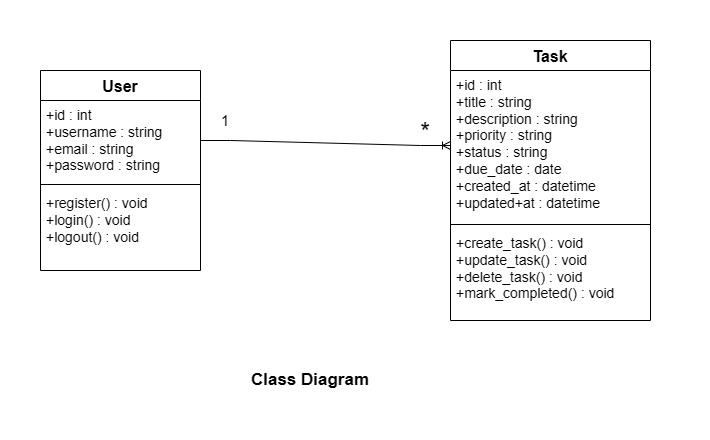 User
+id : int
+username : string
+email : string
+password : string
+register() : void
+login() : void
+logout() : void
1
*
Task
+id : int
+title : string
+description : string
+priority : string
+status : string
+due_date : date
+created_at : datetime
+updated+at : datetime
+create_task() : void
+update_task() : void
+delete_task() : void
+mark_completed() : void
Class Diagram